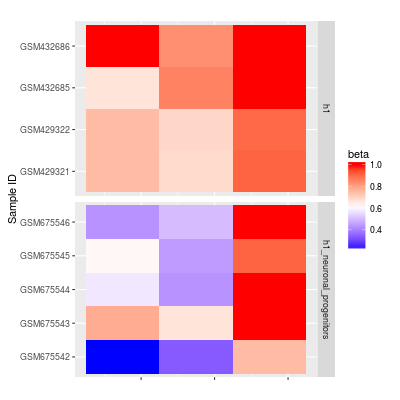 GSM432686
GSM432685
GSM429322
GSM429321
h1
GSM675546
GSM675545
GSM675544
GSM675543
GSM675542
h1_neuronal_progenitors
Sample ID
beta
1.0
0.8
0.6
0.4